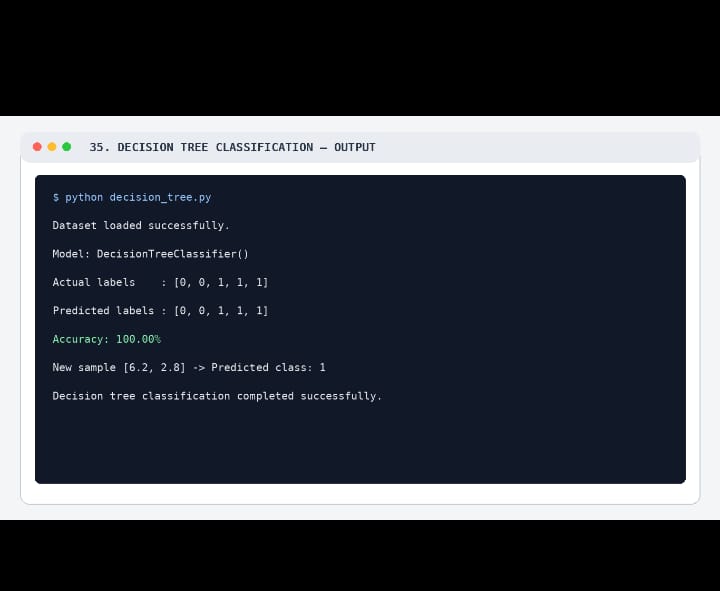 35. DECISION TREE CLASSIFICATION — OUTPUT
$ python decision_tree.py
Dataset loaded successfully.
Model: DecisionTreeClassifier()
Actual labels    : [0, 0, 1, 1, 1]
Predicted labels : [0, 0, 1, 1, 1]
Accuracy: 100.00%
New sample [6.2, 2.8] -> Predicted class: 1
Decision tree classification completed successfully.